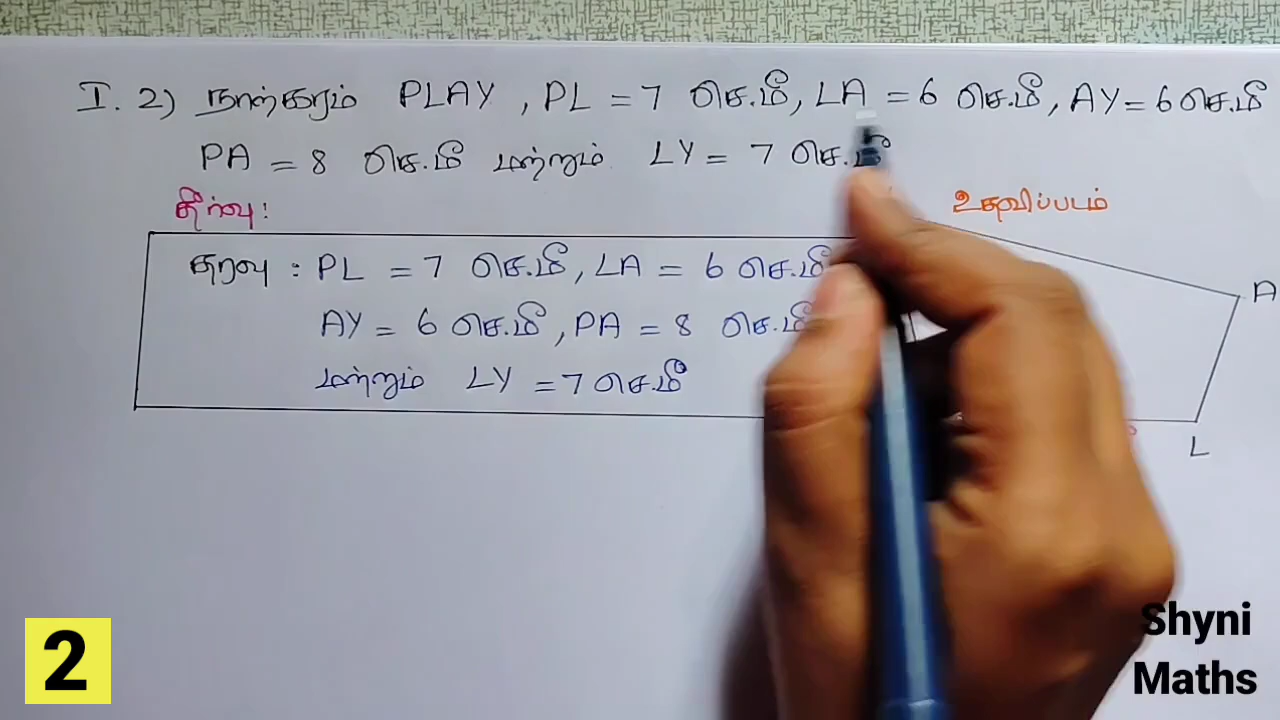 I. 2) நாற்கரம் PLAY , PL = 7 செ.மீ, LA = 6 செ.மீ, AY = 6 செ.மீ
PA = 8 செ.மீ மற்றும் LY = 7 செ.மீ
தீர்வு :
உதவிப்படம்
தரவு : PL = 7 செ.மீ, LA = 6 செ.மீ
AY = 6 செ.மீ, PA = 8 செ.மீ
மற்றும் LY = 7 செ.மீ
A
L
2
Shyni
Maths